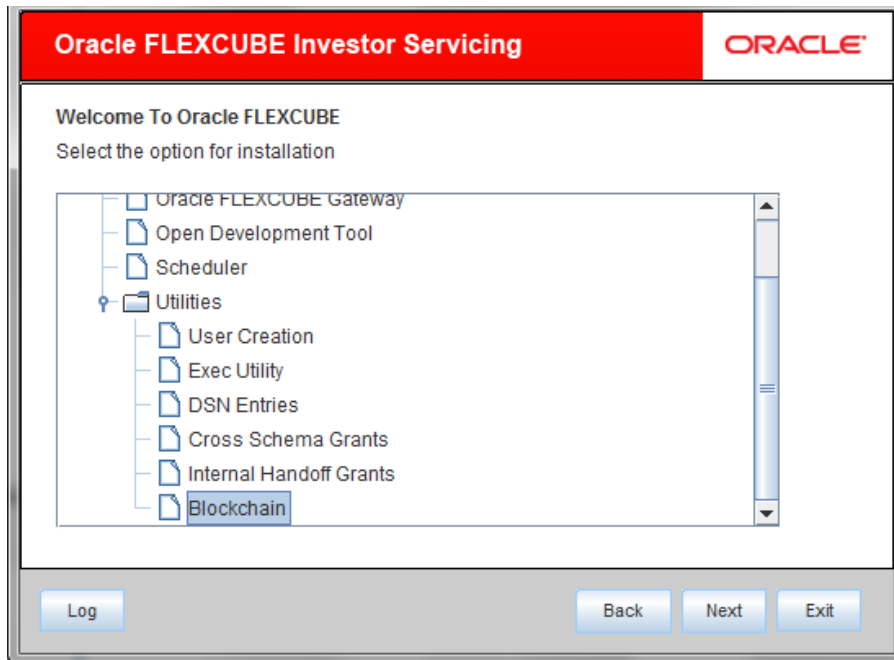 Oracle FLEXCUBE Investor Servicing
ORACLE
Welcome To Oracle FLEXCUBE
Select the option for installation
Oracle FLEXCUBE Gateway
Open Development Tool
Scheduler
Utilities
User Creation
Exec Utility
DSN Entries
Cross Schema Grants
Internal Handoff Grants
Blockchain
Log
Back
Next
Exit